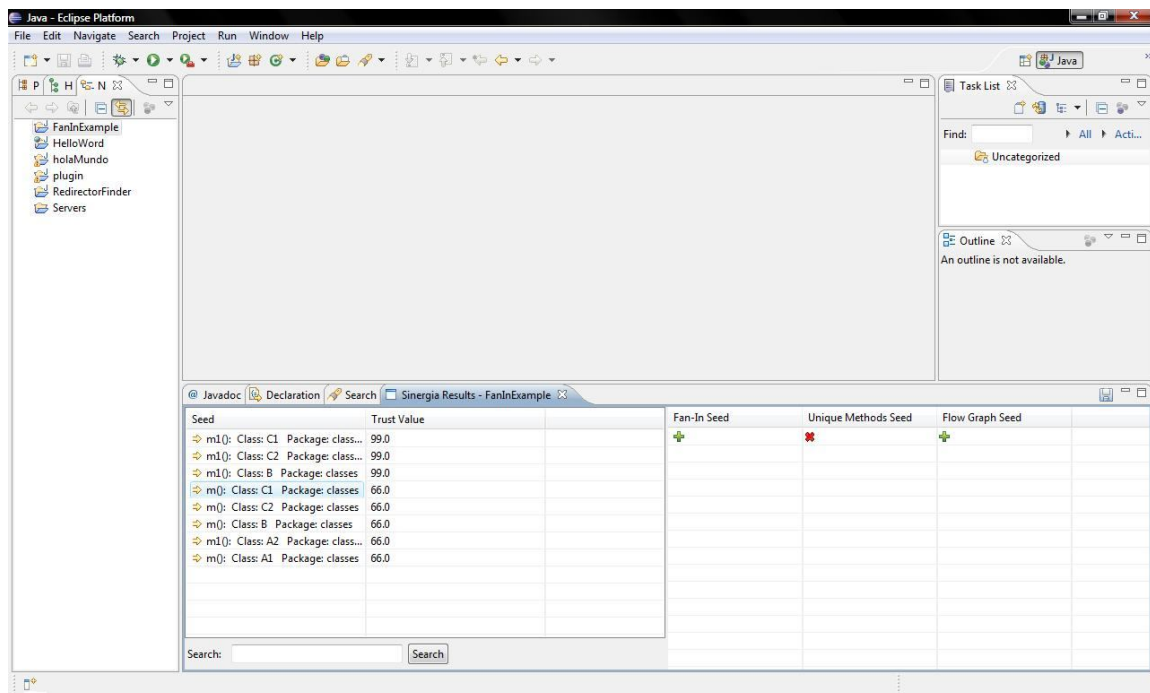 Java - Eclipse Platform
File Edit Navigate Search Project Run Window Help
Java
P H N
FanInExample
HelloWord
holaMundo
plugin
RedirectorFinder
Servers
Task List
Find: All Acti...
Uncategorized
Outline
An outline is not available.
@ Javadoc Declaration Search Sinergia Results - FanInExample
Seed Trust Value
m1(): Class: C1 Package: class... 99.0
m1(): Class: C2 Package: class... 99.0
m1(): Class: B Package: classes 99.0
m(): Class: C1 Package: classes 66.0
m(): Class: C2 Package: classes 66.0
m(): Class: B Package: classes 66.0
m1(): Class: A2 Package: class... 66.0
m(): Class: A1 Package: classes 66.0
Search: Search
Fan-In Seed Unique Methods Seed Flow Graph Seed